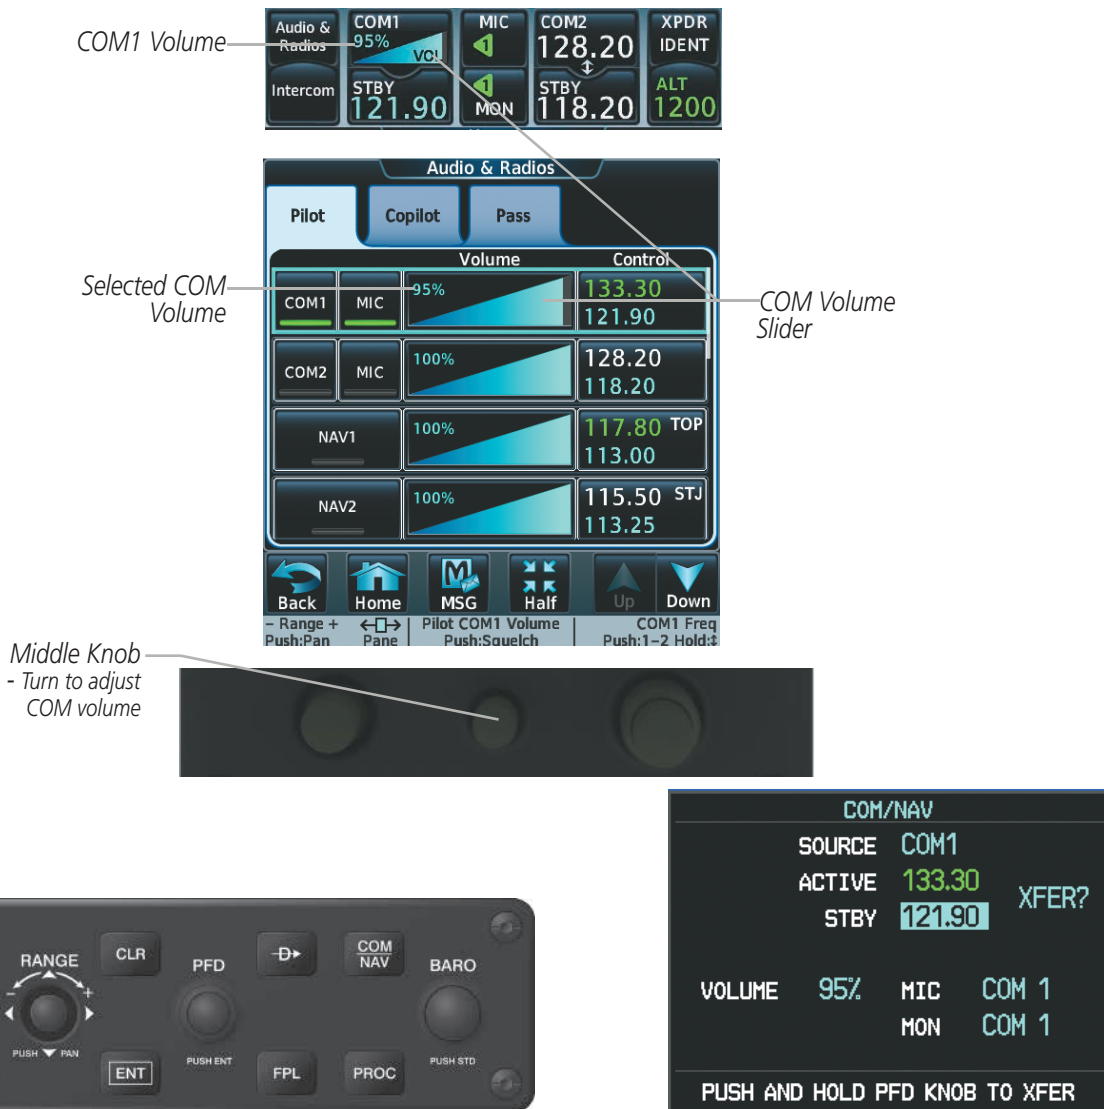 COM1 Volume
Audio & Radios
COM1
95%
VOL
MIC
1
COM2
128.20
XPDR
IDENT
Intercom
STBY
121.90
1
MON
STBY
118.20
ALT
1200
Audio & Radios
Pilot
Copilot
Pass
Volume
Control
Selected COM
Volume
COM1
MIC
95%
133.30
121.90
COM Volume
Slider
COM2
MIC
100%
128.20
118.20
NAV1
100%
117.80 TOP
113.00
NAV2
100%
115.50 STJ
113.25
Back
Home
MSG
Half
Up
Down
– Range +
Push:Pan
Pane
Pilot COM1 Volume
Push:Squelch
COM1 Freq
Push:1–2 Hold:↕
Middle Knob
- Turn to adjust
COM volume
RANGE
- +
PUSH PAN
CLR
ENT
PFD
PUSH ENT
D
FPL
COM
NAV
PROC
BARO
PUSH STD
COM/NAV
SOURCE COM1
ACTIVE 133.30
STBY 121.90
XFER?
VOLUME 95% MIC COM 1
MON COM 1
PUSH AND HOLD PFD KNOB TO XFER